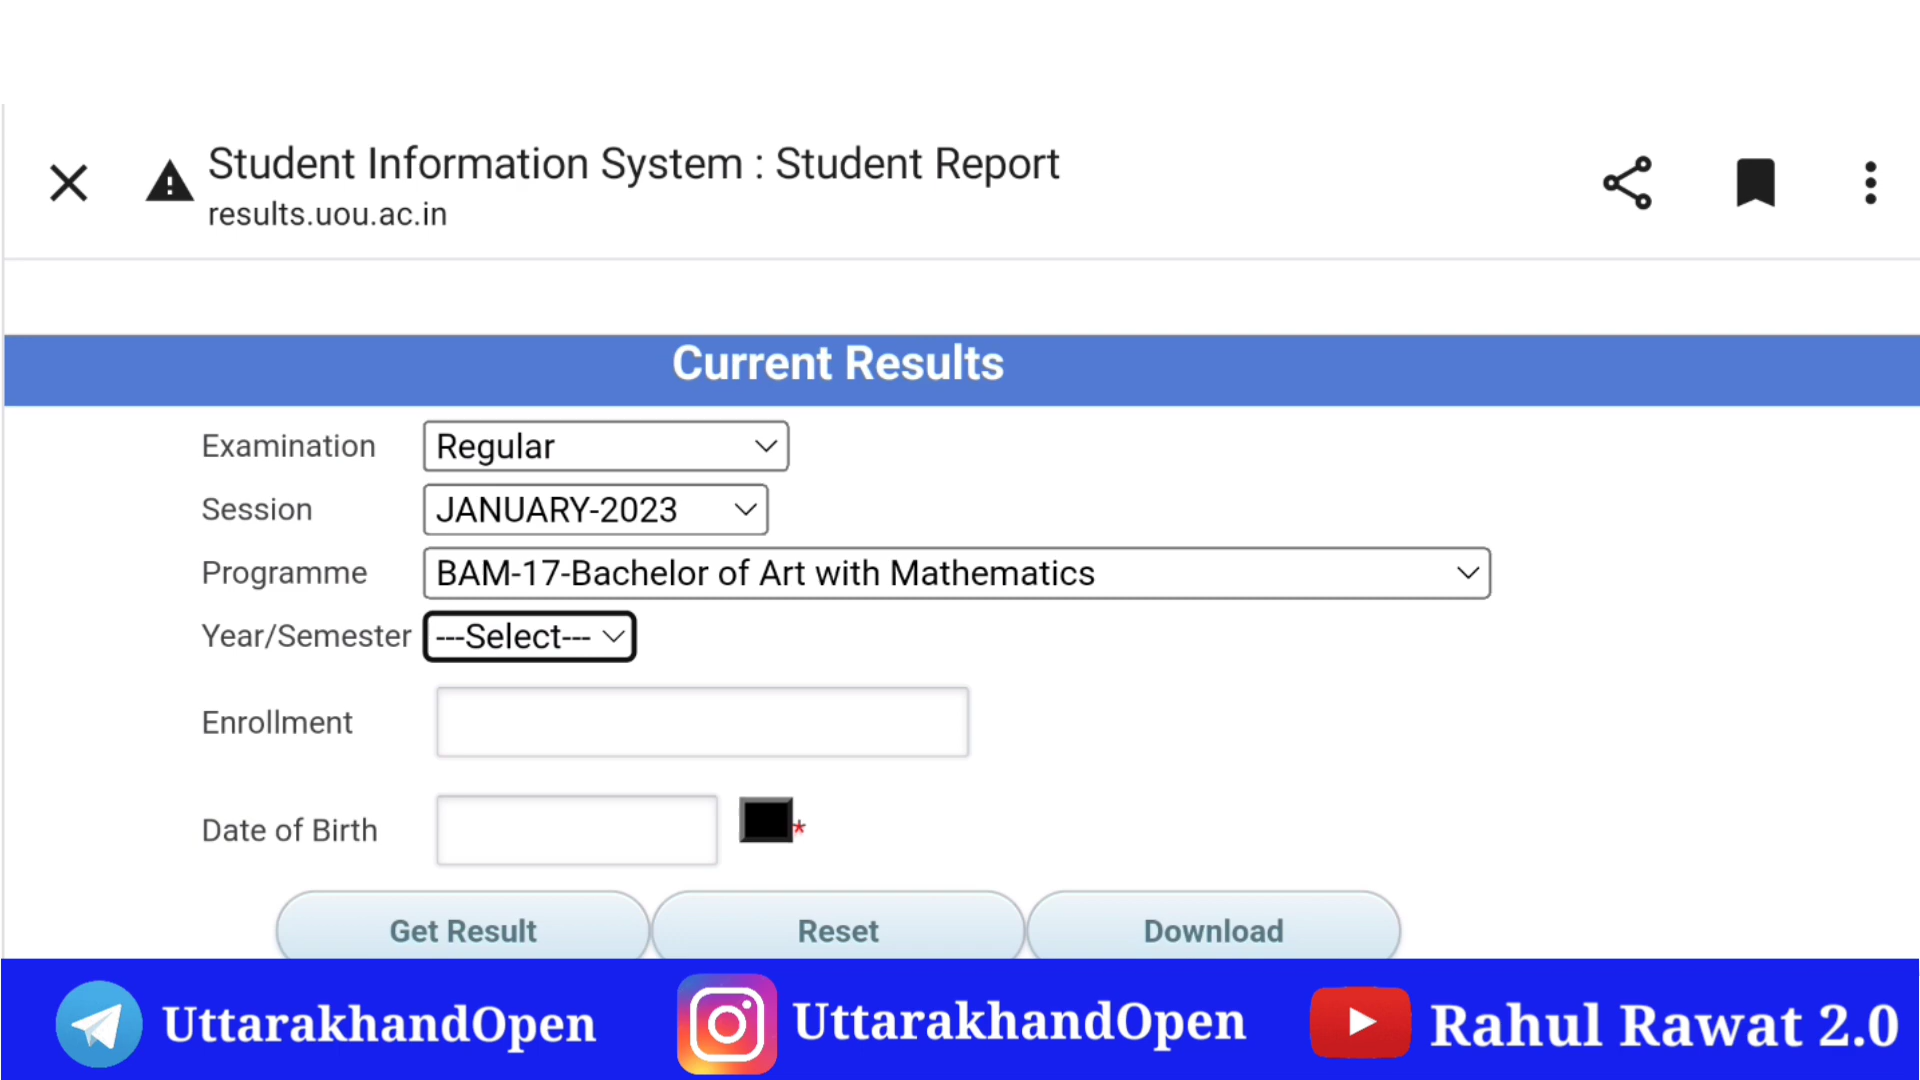 Student Information System : Student Report
results.uou.ac.in
Current Results
Examination Regular
Session JANUARY-2023
Programme BAM-17-Bachelor of Art with Mathematics
Year/Semester ---Select---
Enrollment
Date of Birth *
Get Result Reset Download
UttarakhandOpen UttarakhandOpen Rahul Rawat 2.0